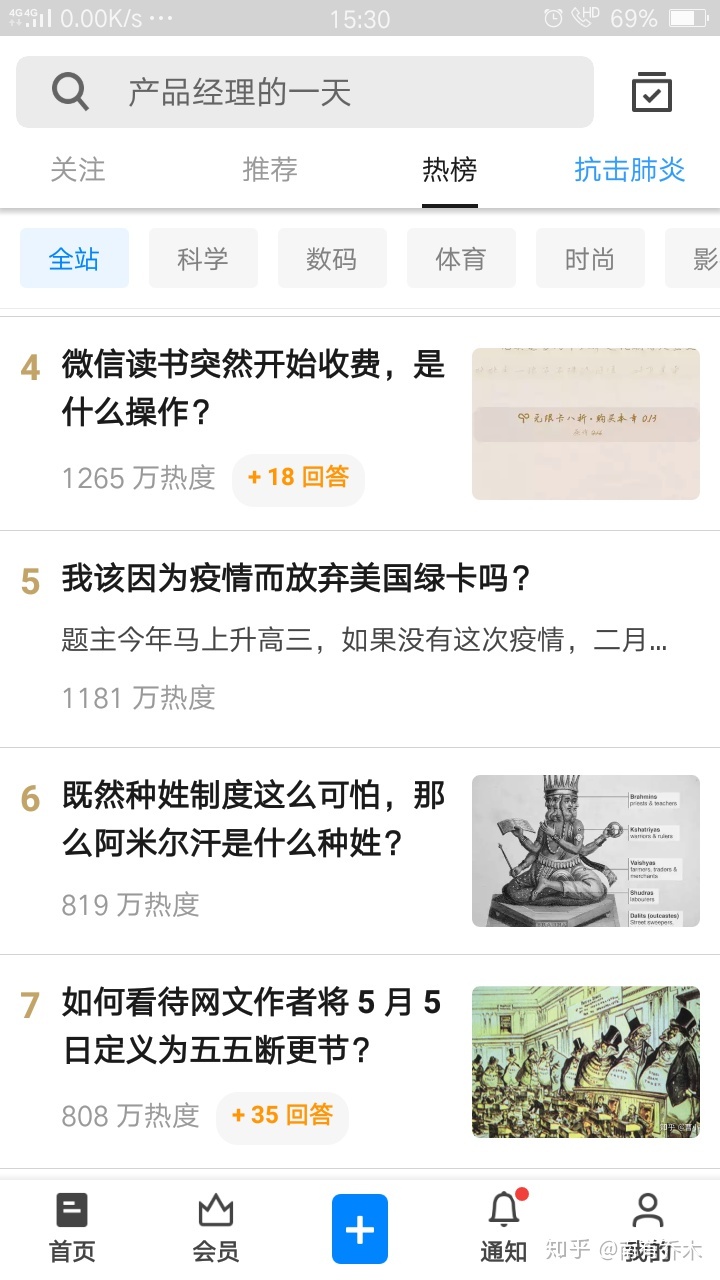 4G 4G 0.00K/s ··· 15:30 HD 69%
产品经理的一天
关注 推荐 热榜 抗击肺炎
全站 科学 数码 体育 时尚 影
4 微信读书突然开始收费，是
什么操作？
1265 万热度 + 18 回答
无限卡八折·购买本书
5 我该因为疫情而放弃美国绿卡吗？
题主今年马上升高三，如果没有这次疫情，二月...
1181 万热度
6 既然种姓制度这么可怕，那
么阿米尔汗是什么种姓？
819 万热度
Brahmins
priests & teachers
Kshatriyas
warriors & rulers
Vaishyas
farmers, traders &
merchants
Shudras
labourers
Dalits (outcastes)
Street sweepers,
7 如何看待网文作者将 5 月 5
日定义为五五断更节？
808 万热度 + 35 回答
知乎
首页 会员 通知 我的
知乎 @南有乔木